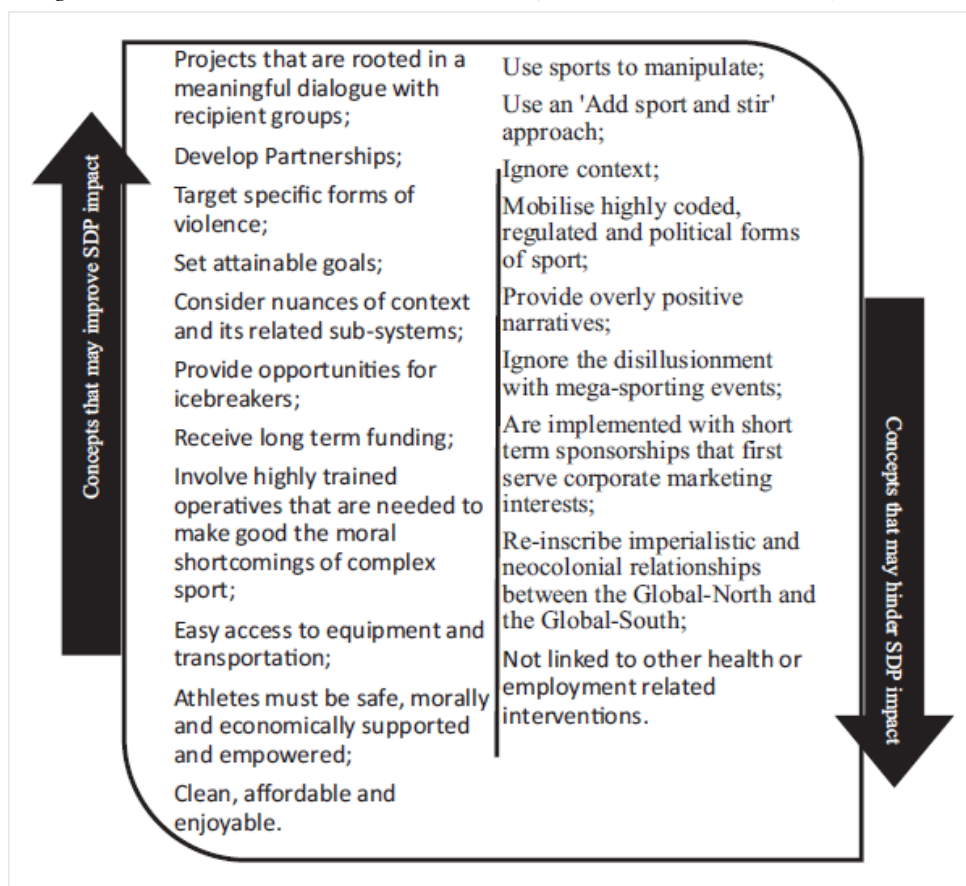 Concepts that may improve SDP impact
Projects that are rooted in a
meaningful dialogue with
recipient groups;
Develop Partnerships;
Target specific forms of
violence;
Set attainable goals;
Consider nuances of context
and its related sub-systems;
Provide opportunities for
icebreakers;
Receive long term funding;
Involve highly trained
operatives that are needed to
make good the moral
shortcomings of complex
sport;
Easy access to equipment and
transportation;
Athletes must be safe, morally
and economically supported
and empowered;
Clean, affordable and
enjoyable.
Use sports to manipulate;
Use an 'Add sport and stir'
approach;
Ignore context;
Mobilise highly coded,
regulated and political forms
of sport;
Provide overly positive
narratives;
Ignore the disillusionment
with mega-sporting events;
Are implemented with short
term sponsorships that first
serve corporate marketing
interests;
Re-inscribe imperialistic and
neocolonial relationships
between the Global-North and
the Global-South;
Not linked to other health or
employment related
interventions.
Concepts that may hinder SDP impact